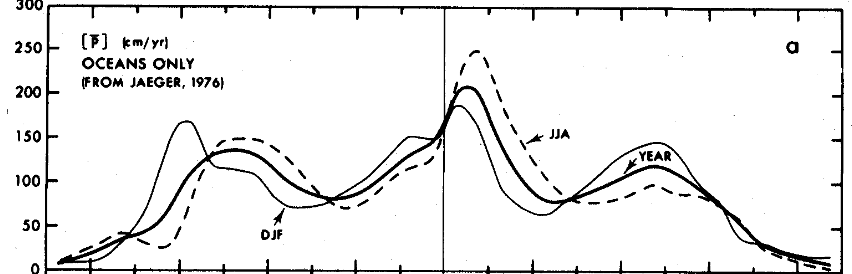 300
250
200
150
100
50
0
[P̄] (cm/yr)
OCEANS ONLY
(FROM JAEGER, 1976)
a
JJA
YEAR
DJF